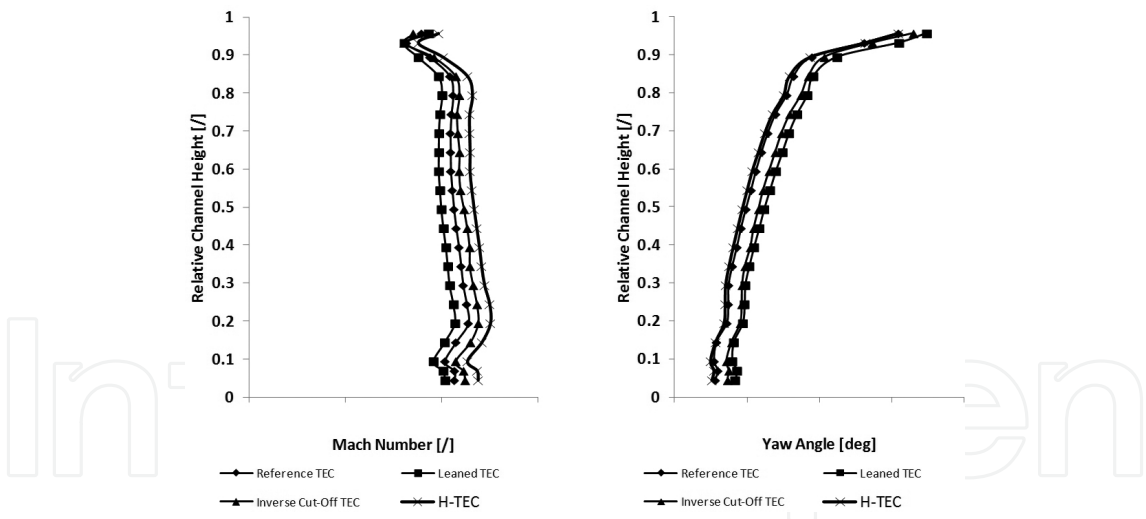 1
0.9
0.8
0.7
0.6
0.5
0.4
0.3
0.2
0.1
0
Relative Channel Height [/]
Mach Number [/]
Reference TEC
Leaned TEC
Inverse Cut-Off TEC
H-TEC
1
0.9
0.8
0.7
0.6
0.5
0.4
0.3
0.2
0.1
0
Relative Channel Height [/]
Yaw Angle [deg]
Reference TEC
Leaned TEC
Inverse Cut-Off TEC
H-TEC